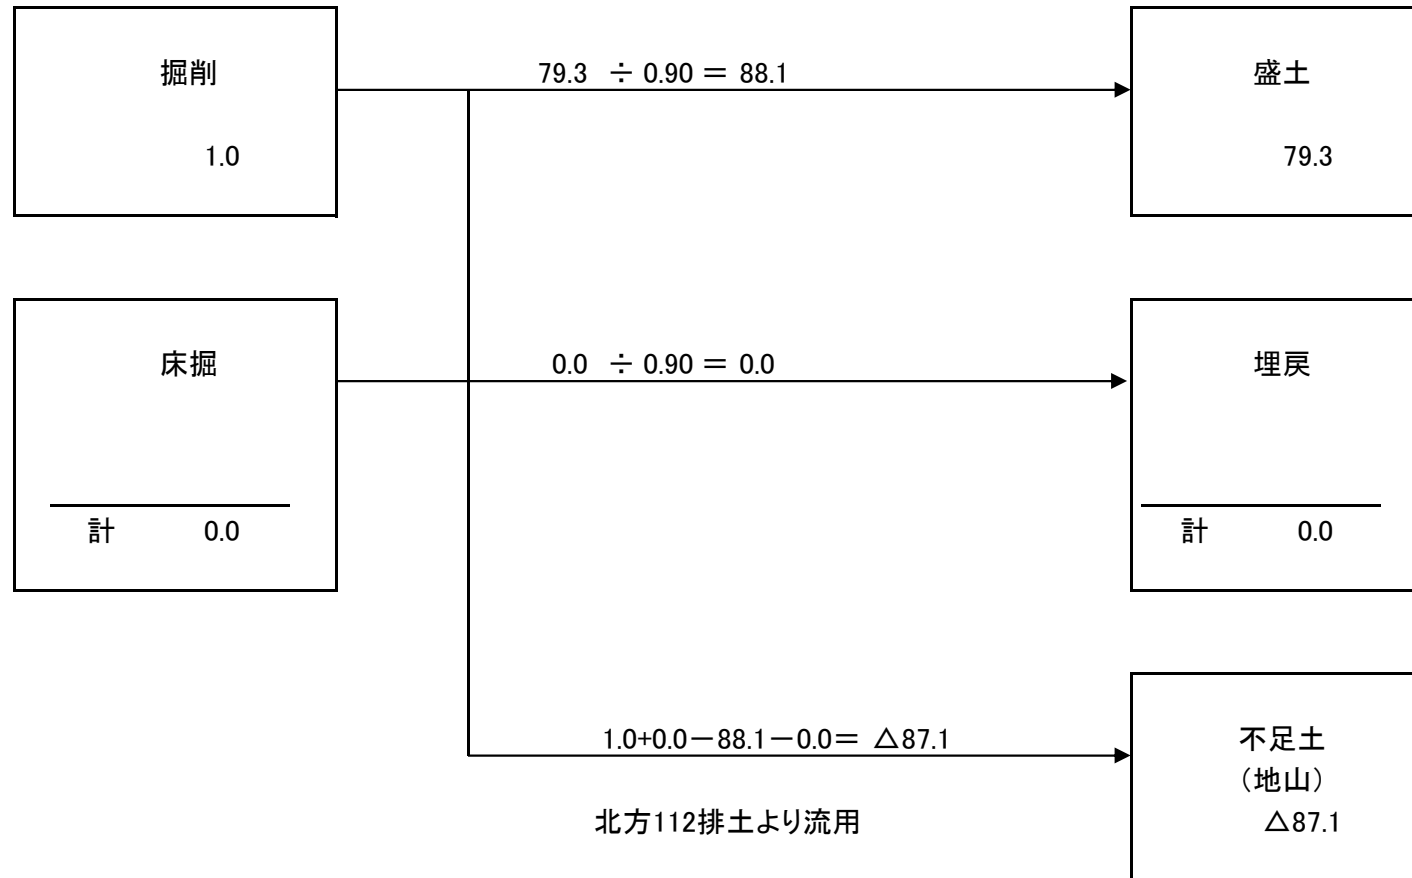 掘削
1.0
79.3 ÷ 0.90 = 88.1
盛土
79.3
床掘
計 0.0
0.0 ÷ 0.90 = 0.0
埋戻
計 0.0
1.0+0.0－88.1－0.0＝ △87.1
北方112排土より流用
不足土
（地山）
△87.1